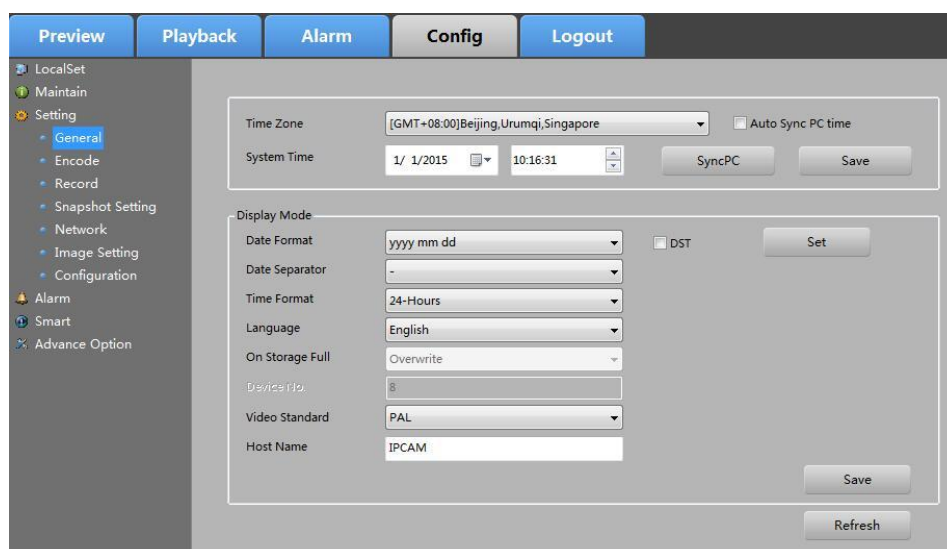 Preview Playback Alarm Config Logout
LocalSet
Maintain
Setting
General
Encode
Record
Snapshot Setting
Network
Image Setting
Configuration
Alarm
Smart
Advance Option
Time Zone [GMT+08:00]Beijing,Urumqi,Singapore Auto Sync PC time
System Time 1/ 1/2015 10:16:31 SyncPC Save
Display Mode
Date Format yyyy mm dd DST Set
Date Separator -
Time Format 24-Hours
Language English
On Storage Full Overwrite
Device No. 8
Video Standard PAL
Host Name IPCAM
Save
Refresh